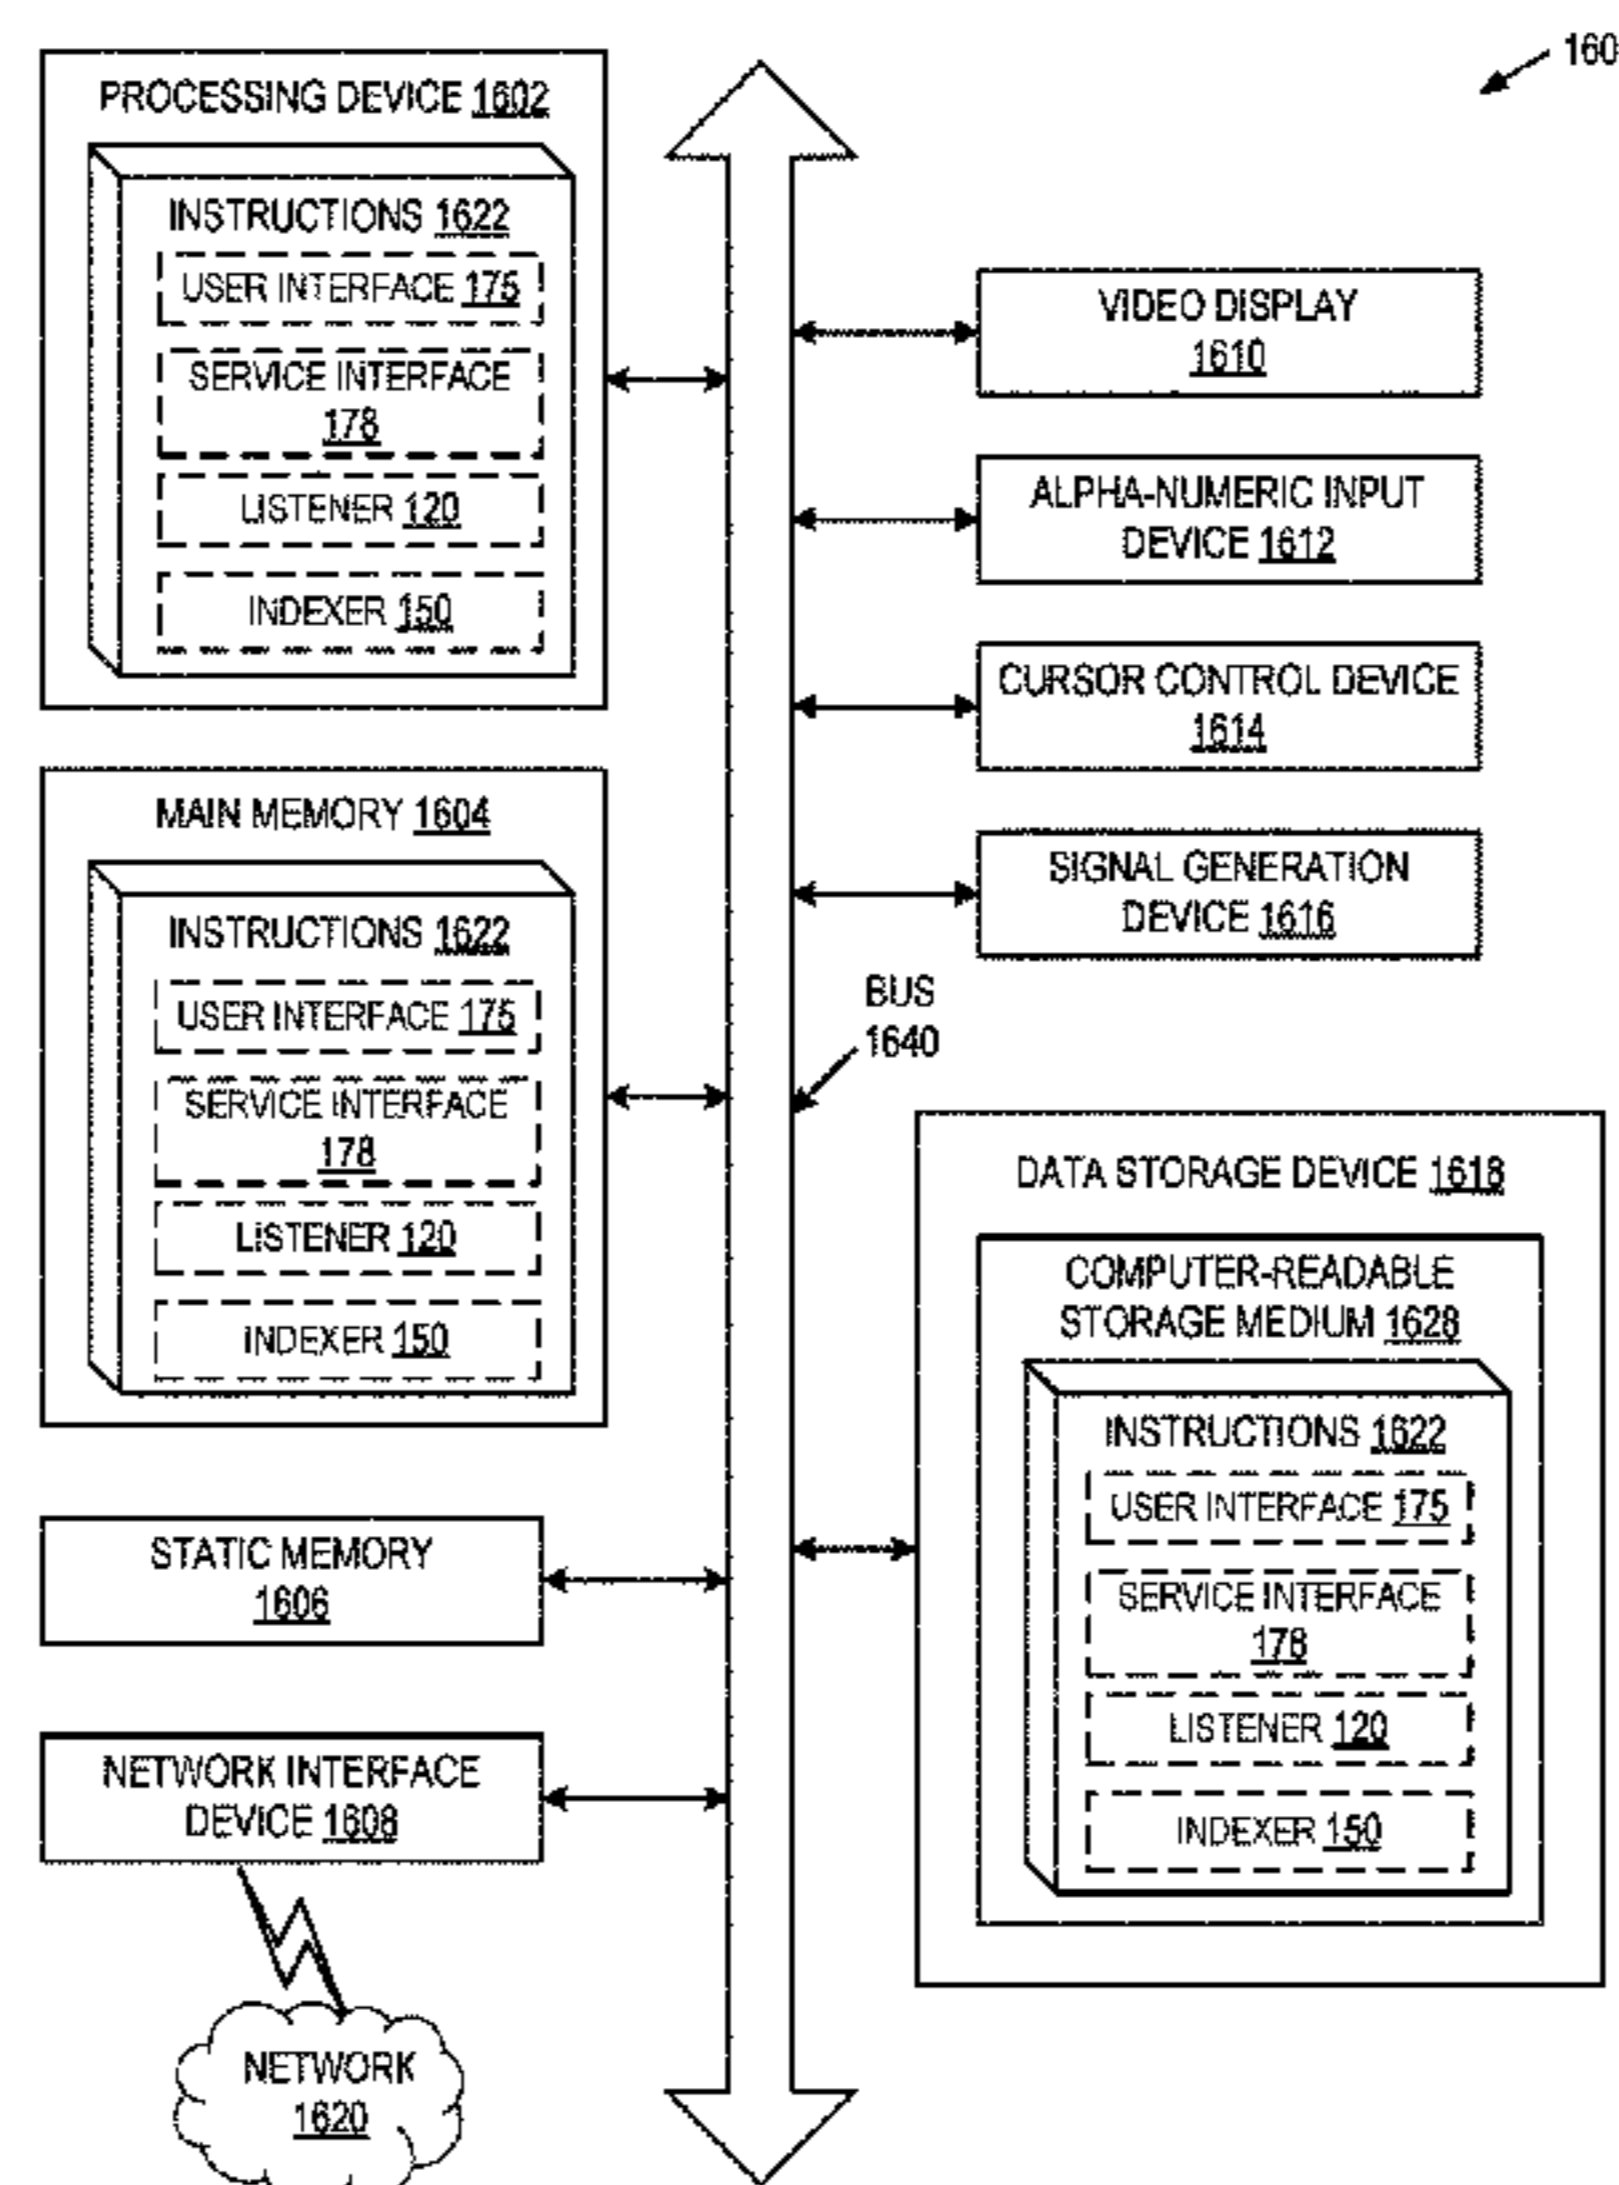 160
PROCESSING DEVICE 1602
INSTRUCTIONS 1622
USER INTERFACE 175
SERVICE INTERFACE
178
LISTENER 120
INDEXER 150
MAIN MEMORY 1604
INSTRUCTIONS 1622
USER INTERFACE 175
SERVICE INTERFACE
178
LISTENER 120
INDEXER 150
STATIC MEMORY
1606
NETWORK INTERFACE
DEVICE 1608
NETWORK
1620
VIDEO DISPLAY
1610
ALPHA-NUMERIC INPUT
DEVICE 1612
CURSOR CONTROL DEVICE
1614
SIGNAL GENERATION
DEVICE 1616
BUS
1640
DATA STORAGE DEVICE 1618
COMPUTER-READABLE
STORAGE MEDIUM 1628
INSTRUCTIONS 1622
USER INTERFACE 175
SERVICE INTERFACE
178
LISTENER 120
INDEXER 150